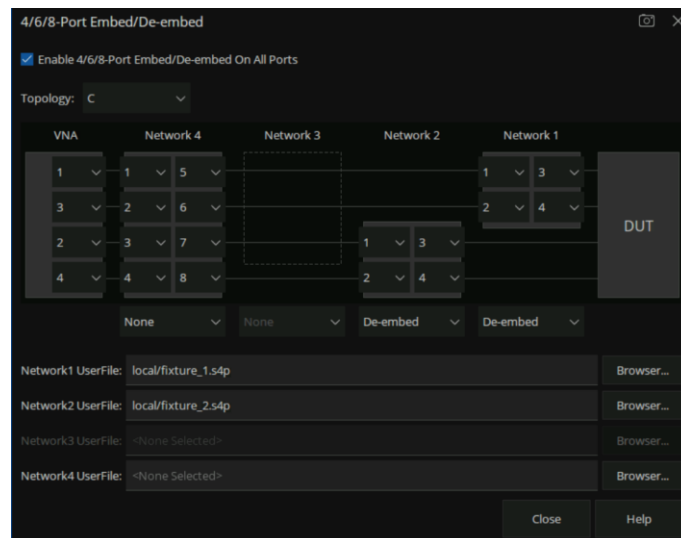 4/6/8-Port Embed/De-embed
Enable 4/6/8-Port Embed/De-embed On All Ports
Topology: C
VNA Network 4 Network 3 Network 2 Network 1
1 1 5 1 3
3 2 6 2 4
DUT
2 3 7 1 3
4 4 8 2 4
None None De-embed De-embed
Network1 UserFile: local/fixture_1.s4p Browser...
Network2 UserFile: local/fixture_2.s4p Browser...
Network3 UserFile: <None Selected> Browser...
Network4 UserFile: <None Selected> Browser...
Close Help